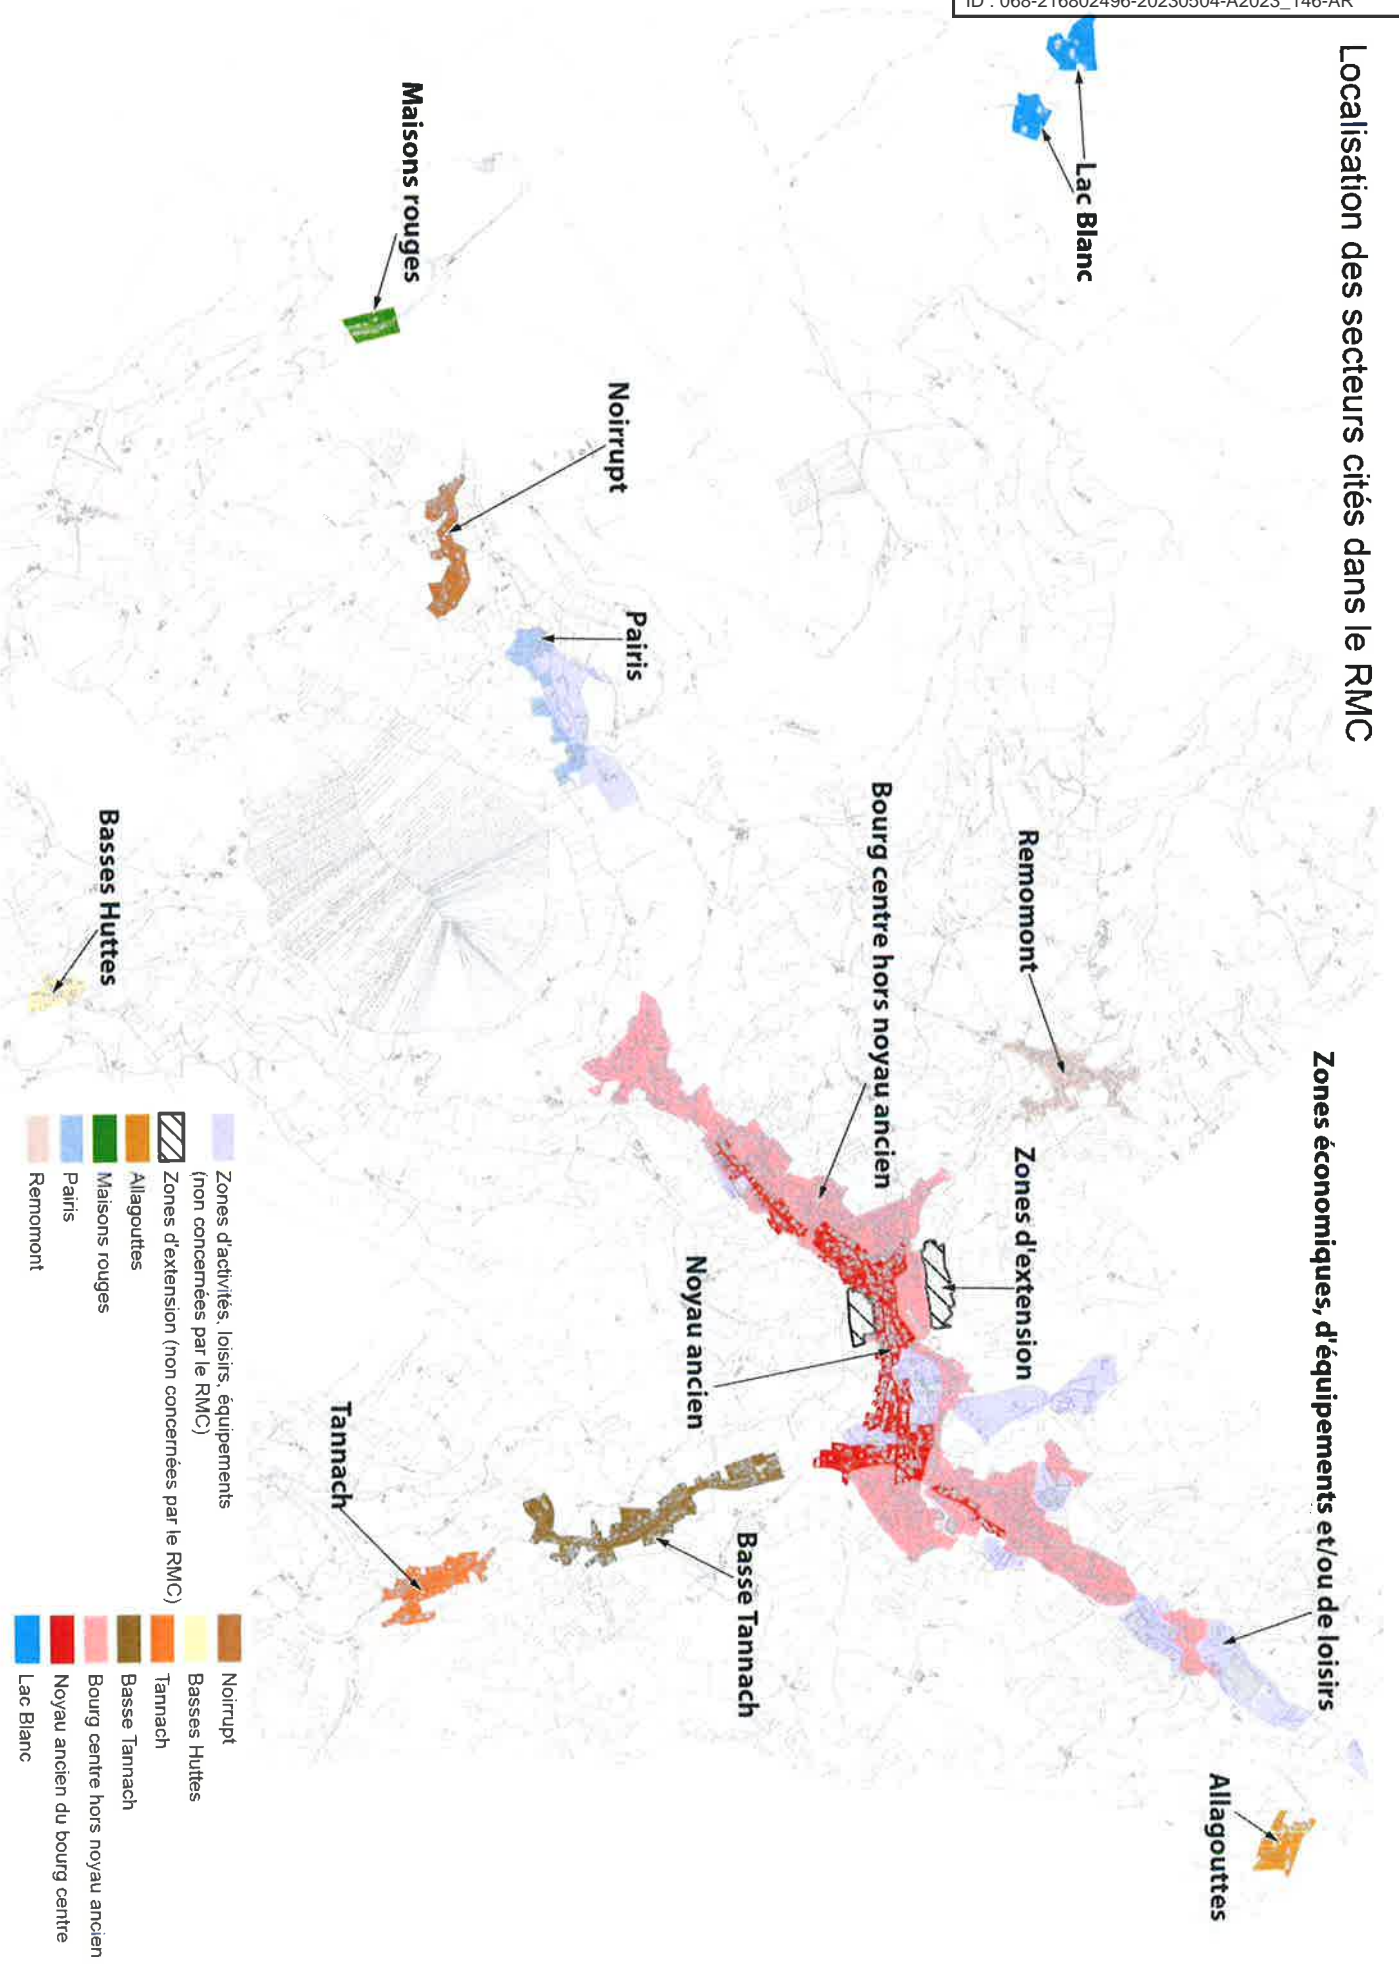 ID : 068-216802496-20230504-A2023_146-AR
Localisation des secteurs cités dans le RMC
Lac Blanc
Maisons rouges
Noirrupt
Pairis
Remomont
Bourg centre hors noyau ancien
Zones économiques, d'équipements et/ou de loisirs
Zones d'extension
Noyau ancien
Basses Huttes
Basse Tannach
Tannach
Allagouttes
Zones d'activités, loisirs, équipements
(non concernées par le RMC)
Zones d'extension (non concernées par le RMC)
Allagouttes
Maisons rouges
Pairis
Remomont
Noirrupt
Basses Huttes
Tannach
Basse Tannach
Bourg centre hors noyau ancien
Noyau ancien du bourg centre
Lac Blanc